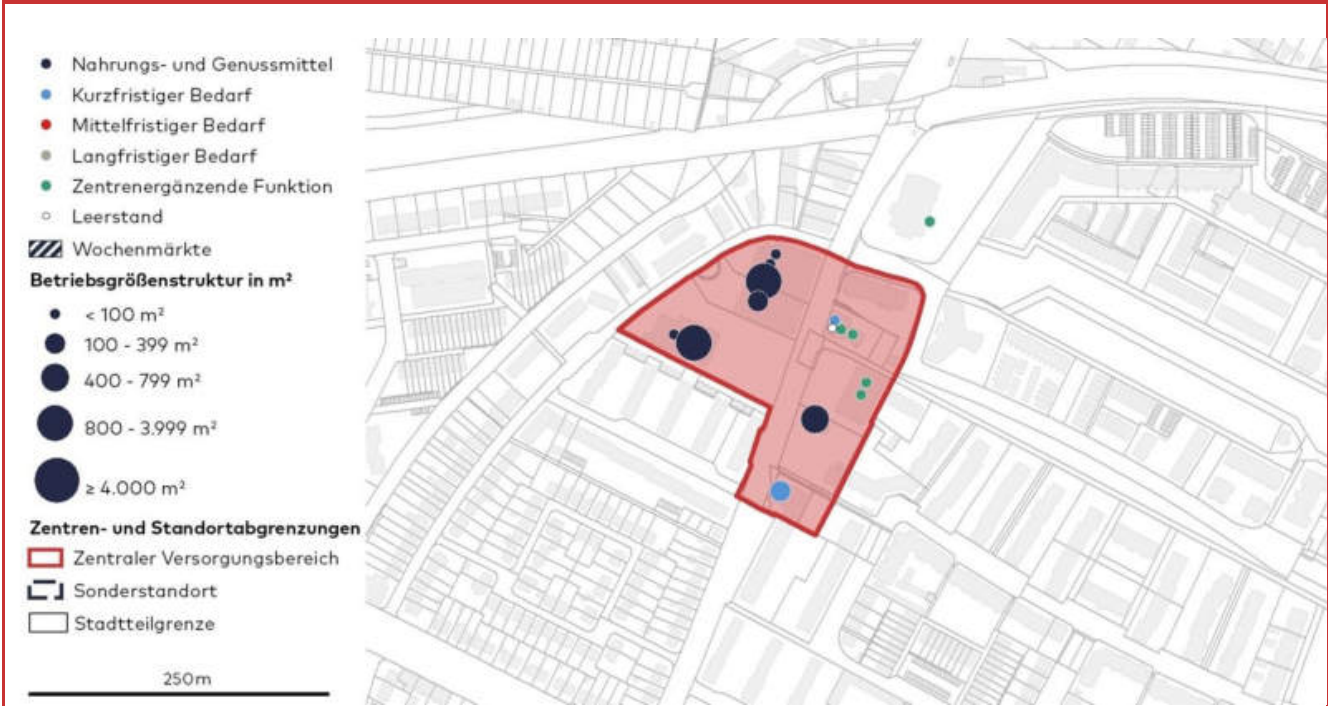 Nahrungs- und Genussmittel
Kurzfristiger Bedarf
Mittelfristiger Bedarf
Langfristiger Bedarf
Zentrenergänzende Funktion
Leerstand
Wochenmärkte
Betriebsgrößenstruktur in m²
< 100 m²
100 - 399 m²
400 - 799 m²
800 - 3.999 m²
≥ 4.000 m²
Zentren- und Standortabgrenzungen
Zentraler Versorgungsbereich
Sonderstandort
Stadtteilgrenze
250m